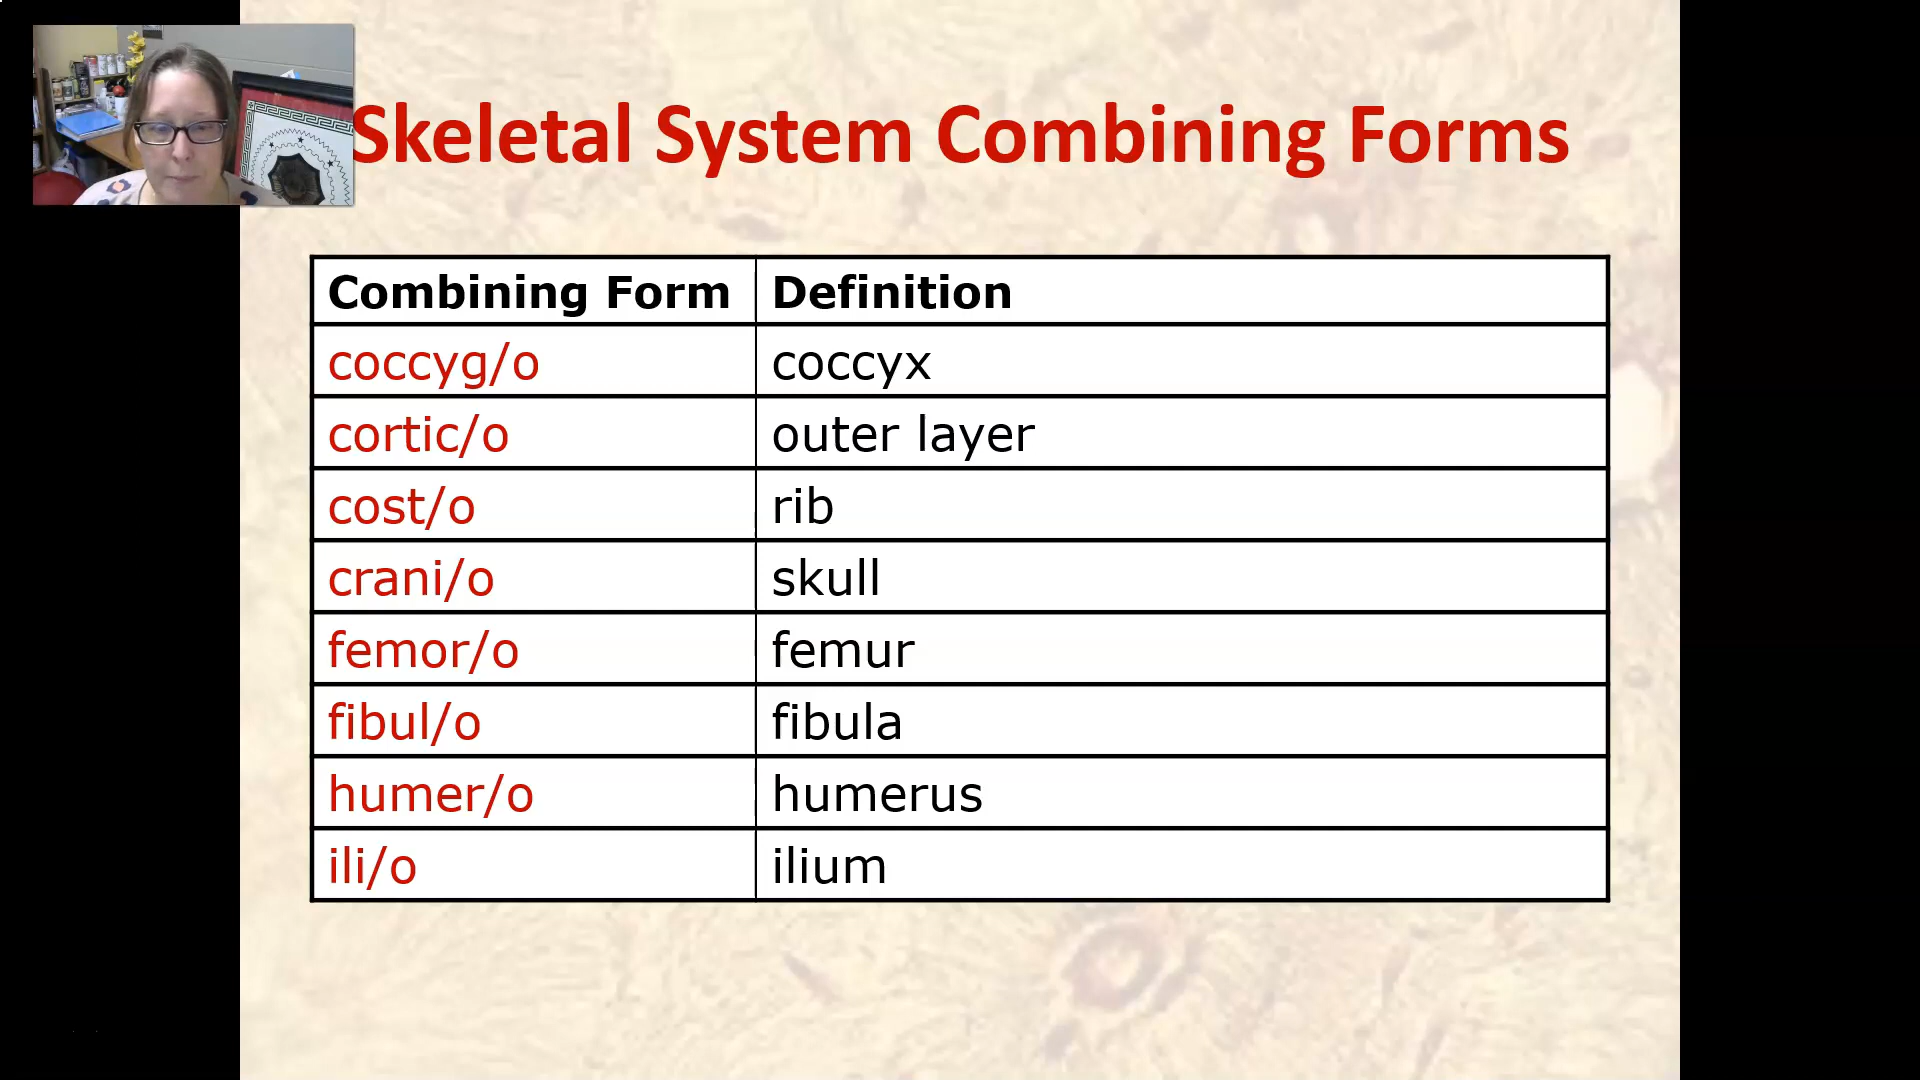 Skeletal System Combining Forms
Combining Form Definition
coccyg/o coccyx
cortic/o outer layer
cost/o rib
crani/o skull
femor/o femur
fibul/o fibula
humer/o humerus
ili/o ilium